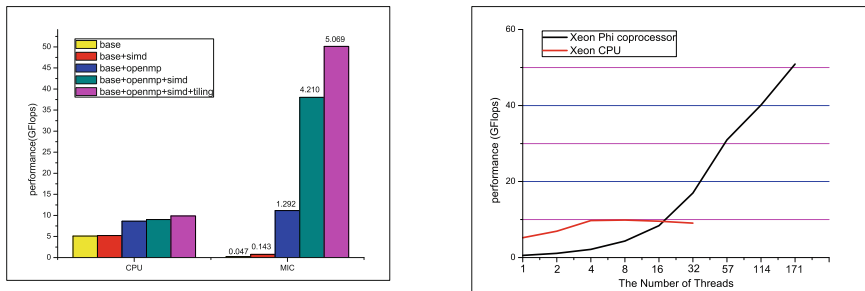 performance(GFlops)
50
45
40
35
30
25
20
15
10
5
0
base
base+simd
base+openmp
base+openmp+simd
base+openmp+simd+tiling
0.047
0.143
1.292
4.210
5.069
CPU
MIC
performance (GFlops)
60
40
20
0
Xeon Phi coprocessor
Xeon CPU
1 2 4 8 16 32 57 114 171
The Number of Threads